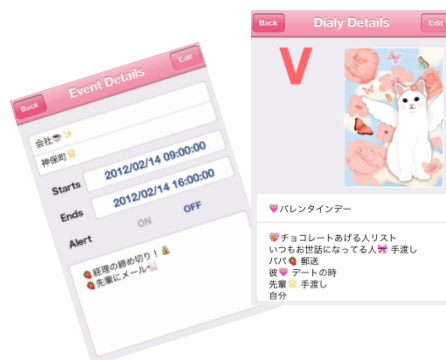 Back
Event Details
Edit
会社
神保町
Starts 2012/02/14 09:00:00
Ends 2012/02/14 16:00:00
Alert ON OFF
経理の締め切り！
先輩にメール
Back
Dialy Details
Edit
V
バレンタインデー
チョコレートあげる人リスト
いつもお世話になってる人 手渡し
パパ 郵送
彼 デートの時
先輩 手渡し
自分